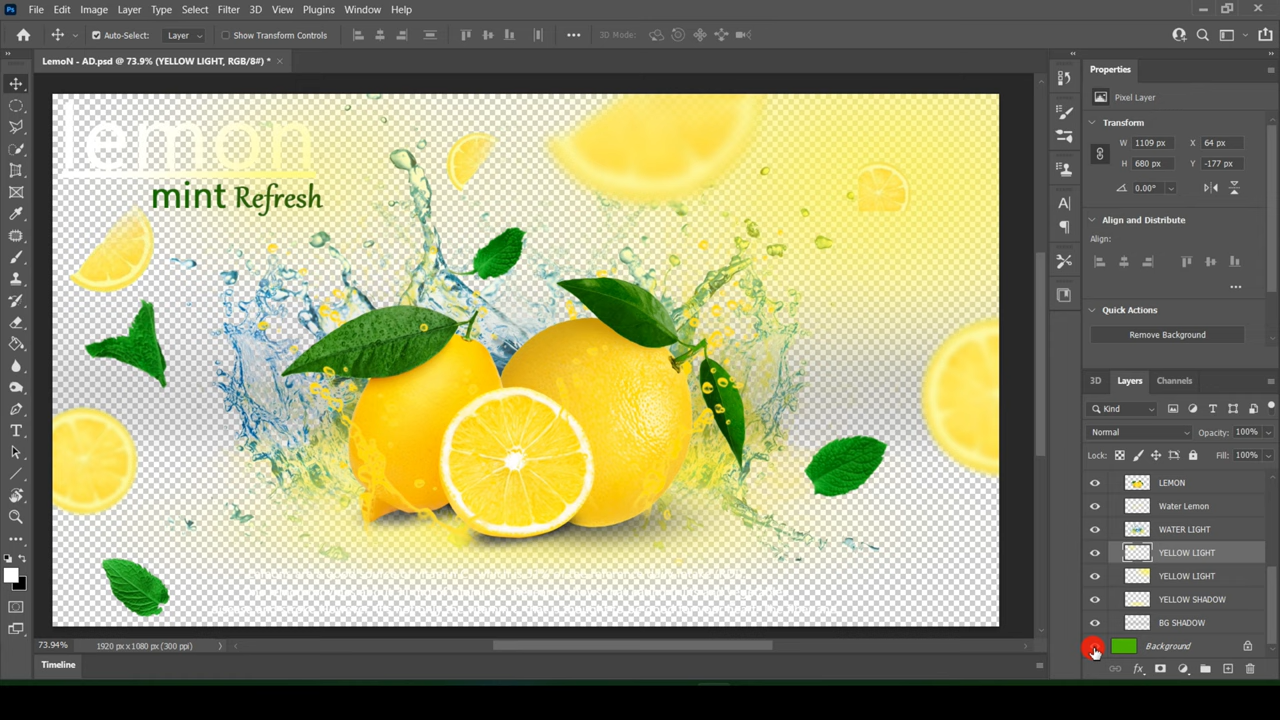 Ps File Edit Image Layer Type Select Filter 3D View Plugins Window Help
Auto-Select: Layer Show Transform Controls 3D Mode:
LemoN - AD.psd @ 73.9% (YELLOW LIGHT, RGB/8#) *
lemon
mint Refresh
73.94% 1920 px x 1080 px (300 ppi)
Timeline
Properties
Pixel Layer
Transform
W 1109 px X 64 px
H 680 px Y -177 px
0.00°
Align and Distribute
Align:
Quick Actions
Remove Background
3D Layers Channels
Kind
Normal Opacity: 100%
Lock: Fill: 100%
LEMON
Water Lemon
WATER LIGHT
YELLOW LIGHT
YELLOW LIGHT
YELLOW SHADOW
BG SHADOW
Background
fx